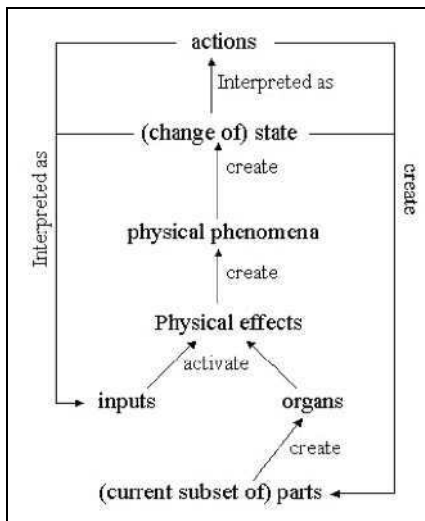 actions
Interpreted as
(change of) state
create
Interpreted as
create
physical phenomena
create
Physical effects
activate
inputs
organs
create
(current subset of) parts